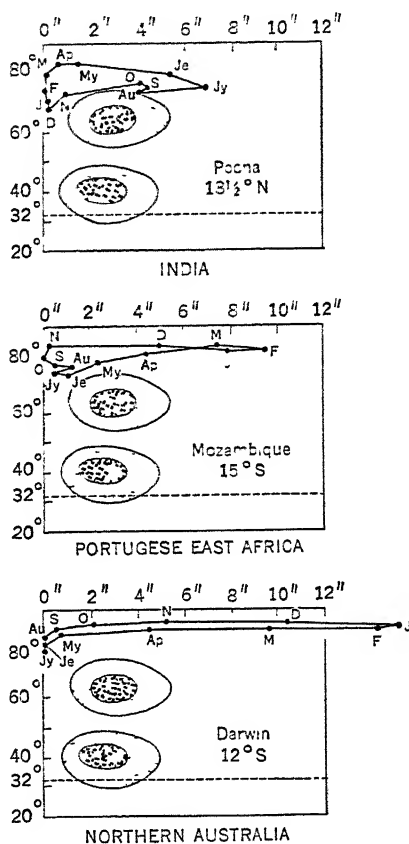 0" 2" 4" 6" 8" 10" 12"
M Ap
80° My Je
F O S Jy
J N Au
D
60°
Poona
40° 18½°N
32°
20°
INDIA
0" 2" 4" 6" 8" 10" 12"
N D M
80° F
O S Au My Ap
Jy Je
60°
Mozambique
40° 15°S
32°
20°
PORTUGESE EAST AFRICA
0" 2" 4" 6" 8" 10" 12"
Au S O N D J
My Ap M F
80°
Jy Je
60°
Darwin
40° 12°S
32°
20°
NORTHERN AUSTRALIA